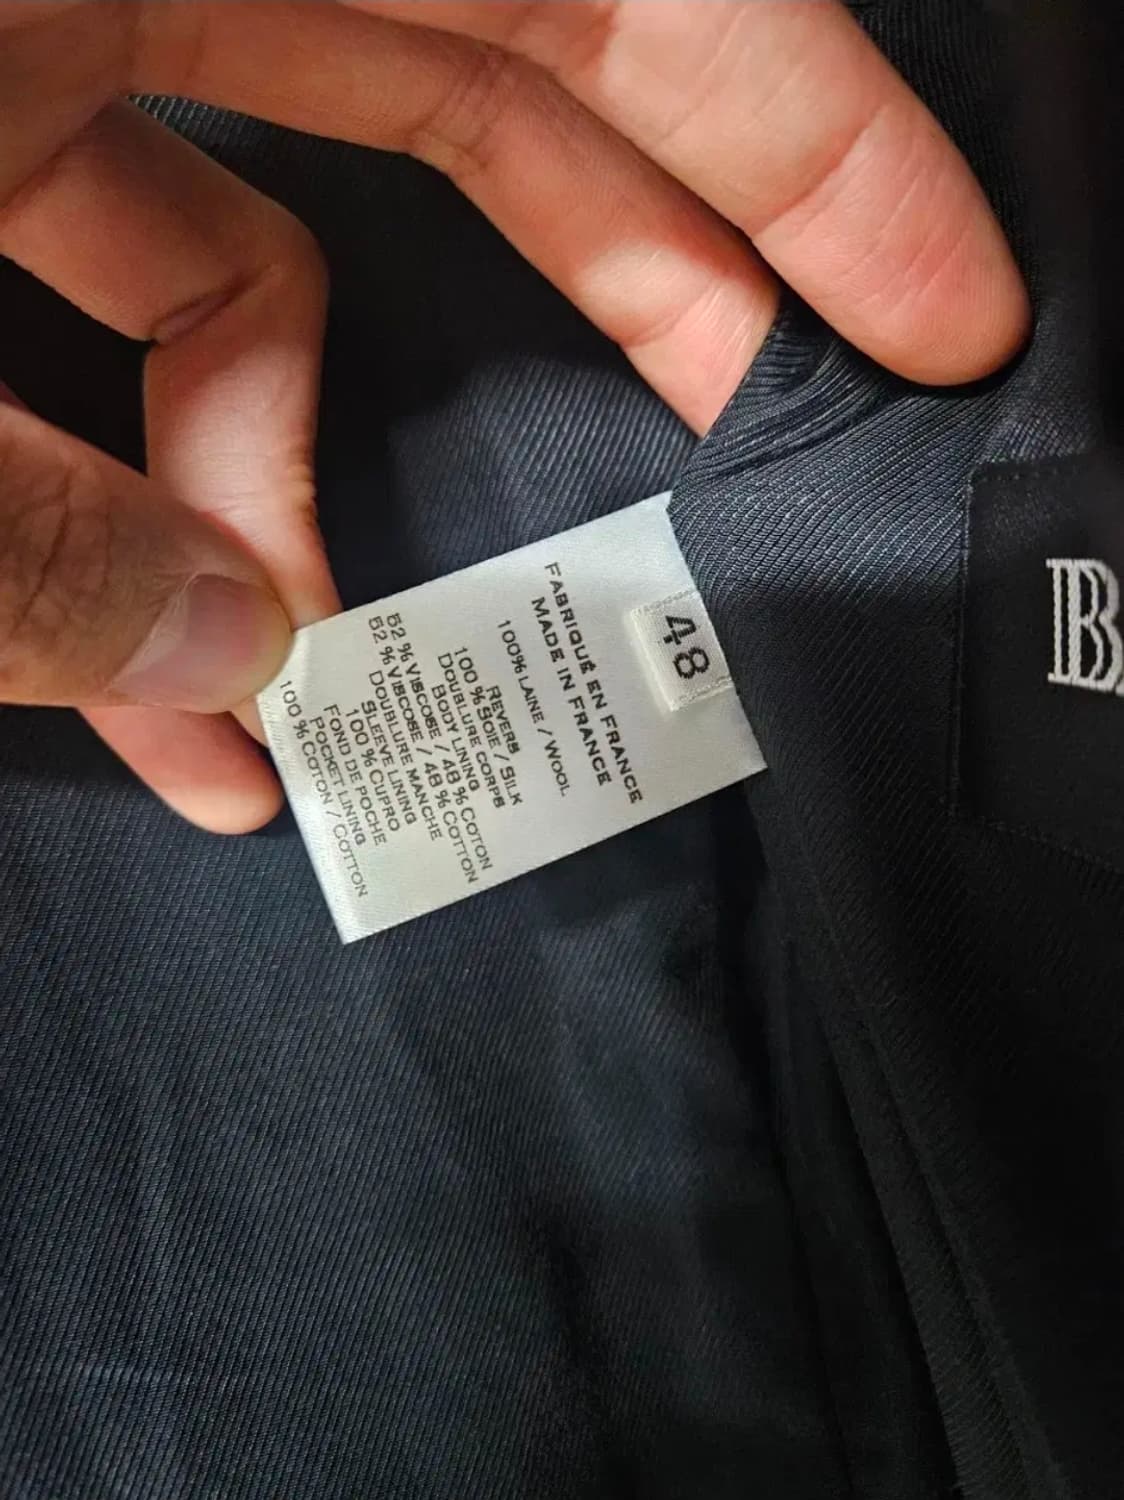 48
FABRIQUÉ EN FRANCE
MADE IN FRANCE
100% LAINE / WOOL
REVERS
100 % SOIE / SILK
DOUBLURE CORPS
BODY LINING
52 % VISCOSE / 48 % COTON
52 % VISCOSE / 48 % COTTON
DOUBLURE MANCHE
SLEEVE LINING
100 % CUPRO
FOND DE POCHE
POCKET LINING
100 % COTON / COTTON
B